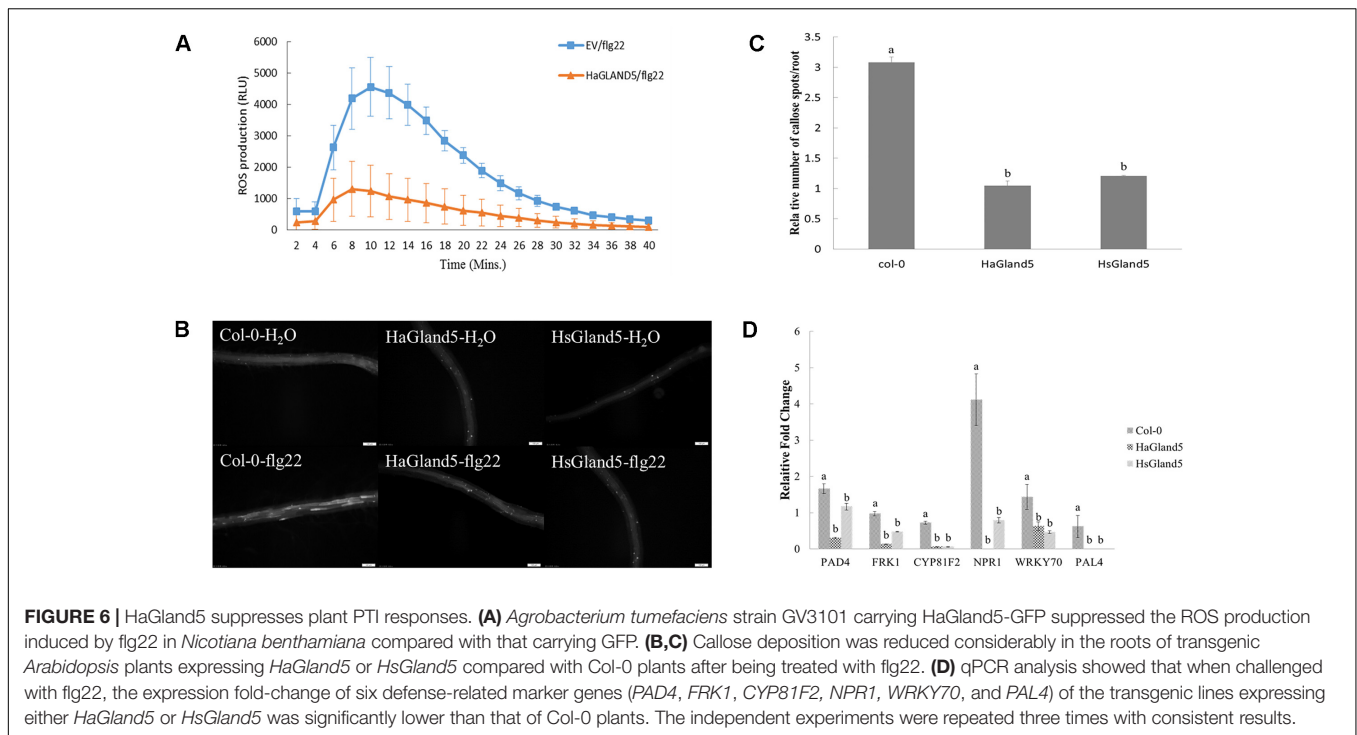 A
ROS production (RLU)
6000
5000
4000
3000
2000
1000
0
EV/flg22
HaGLAND5/flg22
2 4 6 8 10 12 14 16 18 20 22 24 26 28 30 32 34 36 38 40
Time (Mins.)
C
Rela tive number of callose spots/root
3.5
3
2.5
2
1.5
1
0.5
0
a
b
b
col-0 HaGland5 HsGland5
B
Col-0-H₂O HaGland5-H₂O HsGland5-H₂O
Col-0-flg22 HaGland5-flg22 HsGland5-flg22
D
Relaitive Fold Change
6
5
4
3
2
1
0
a b b
a b b
a b b
a b b
a b b
a b b
PAD4 FRK1 CYP81F2 NPR1 WRKY70 PAL4
Col-0
HaGland5
HsGland5
FIGURE 6 | HaGland5 suppresses plant PTI responses. (A) Agrobacterium tumefaciens strain GV3101 carrying HaGland5-GFP suppressed the ROS production
induced by flg22 in Nicotiana benthamiana compared with that carrying GFP. (B,C) Callose deposition was reduced considerably in the roots of transgenic
Arabidopsis plants expressing HaGland5 or HsGland5 compared with Col-0 plants after being treated with flg22. (D) qPCR analysis showed that when challenged
with flg22, the expression fold-change of six defense-related marker genes (PAD4, FRK1, CYP81F2, NPR1, WRKY70, and PAL4) of the transgenic lines expressing
either HaGland5 or HsGland5 was significantly lower than that of Col-0 plants. The independent experiments were repeated three times with consistent results.